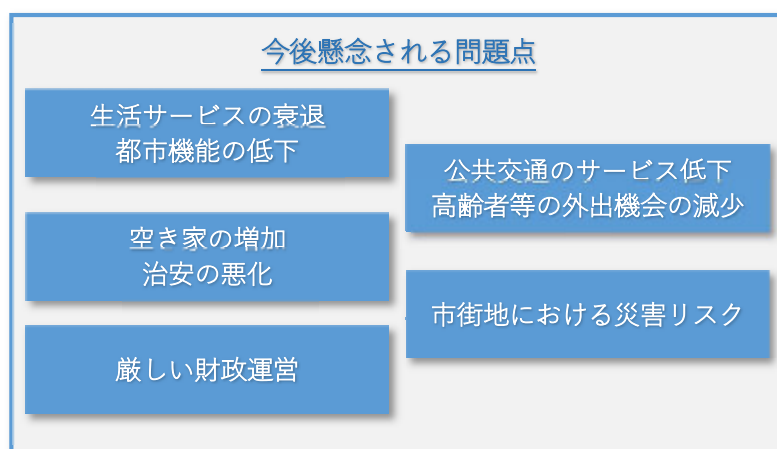 今後懸念される問題点
生活サービスの衰退
都市機能の低下
空き家の増加
治安の悪化
厳しい財政運営
公共交通のサービス低下
高齢者等の外出機会の減少
市街地における災害リスク